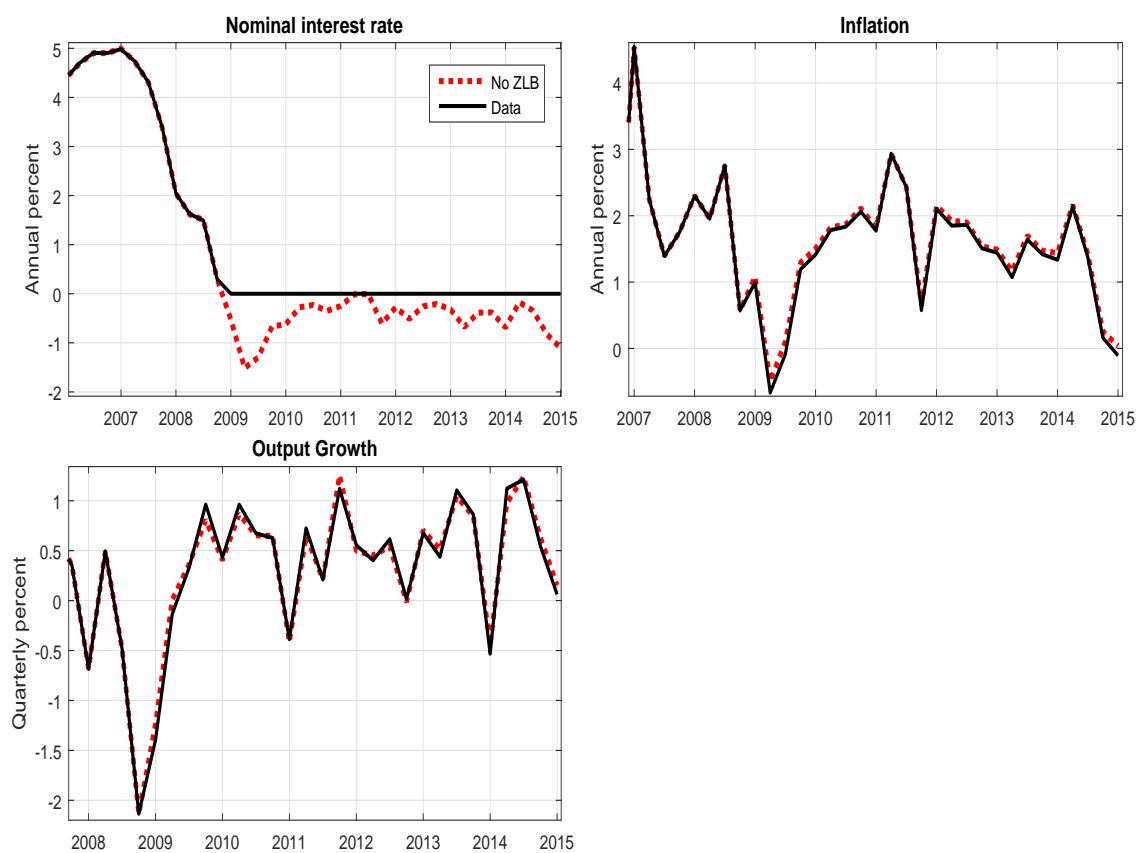 Nominal interest rate
5
4
3
2
1
0
-1
-2
Annual percent
No ZLB
Data
2007 2008 2009 2010 2011 2012 2013 2014 2015
Inflation
4
3
2
1
0
Annual percent
2007 2008 2009 2010 2011 2012 2013 2014 2015
Output Growth
1
0.5
0
-0.5
-1
-1.5
-2
Quarterly percent
2008 2009 2010 2011 2012 2013 2014 2015